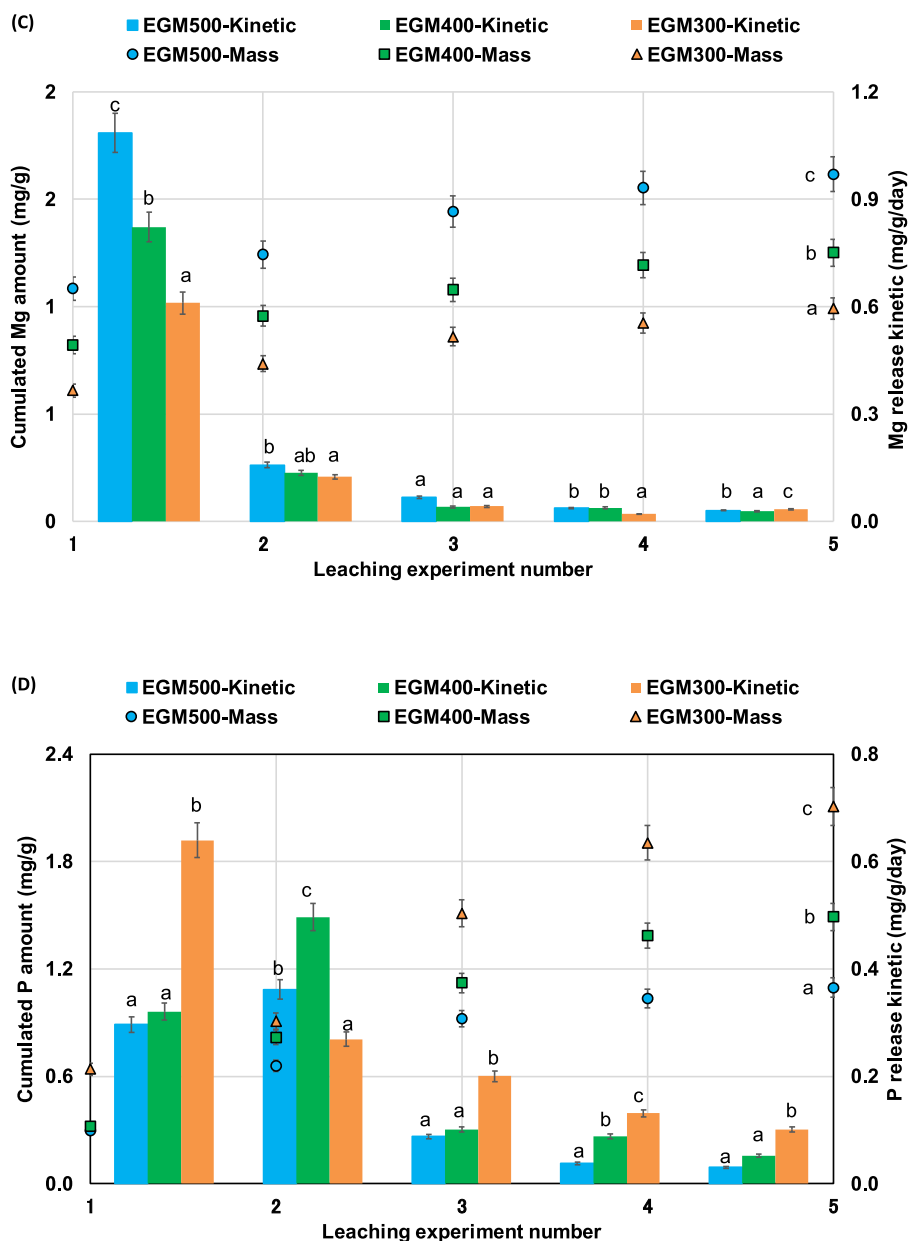 (C)
EGM500-Kinetic EGM400-Kinetic EGM300-Kinetic
EGM500-Mass EGM400-Mass EGM300-Mass
Cumulated Mg amount (mg/g)
2
2
1
1
0
c
b
a
b
ab
a
a
a
a
b
b
a
b
a
c
c
b
a
1.2
0.9
0.6
0.3
0.0
Mg release kinetic (mg/g/day)
1 2 3 4 5
Leaching experiment number
(D)
EGM500-Kinetic EGM400-Kinetic EGM300-Kinetic
EGM500-Mass EGM400-Mass EGM300-Mass
Cumulated P amount (mg/g)
2.4
1.8
1.2
0.6
0.0
a
a
b
b
c
a
a
a
b
a
b
c
a
a
b
c
b
a
0.8
0.6
0.4
0.2
0.0
P release kinetic (mg/g/day)
1 2 3 4 5
Leaching experiment number